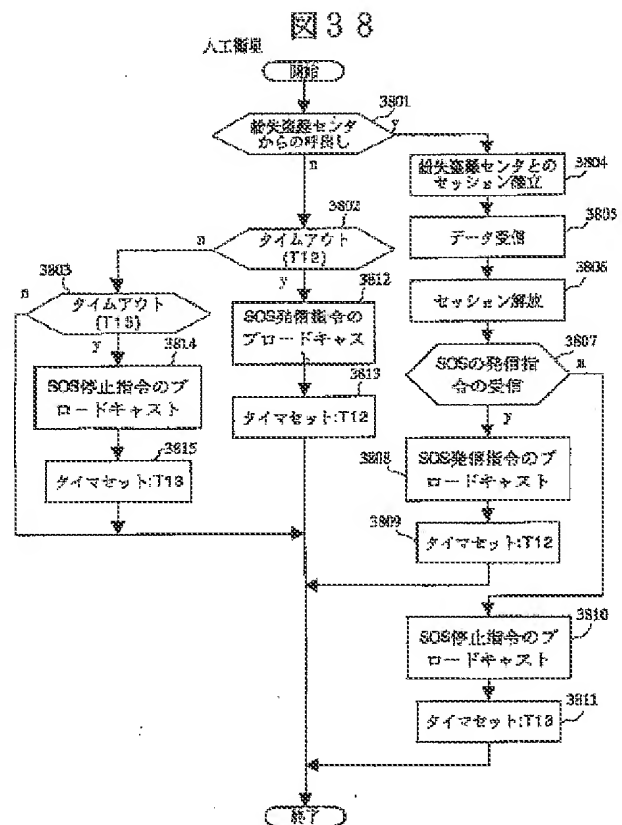 図38
人工衛星
開始
3801
紛失盗難センタ
からの呼出し
y
n
3804
紛失盗難センタとの
セッション確立
3805
データ受信
3806
セッション解放
3807
SOSの発信指
令の受信
n
y
3802
n
タイムアウト
(T12)
y
3803
n
タイムアウト
(T13)
y
3812
SOS発信指令の
ブロードキャス
3813
タイマセット:T12
3814
SOS停止指令のブ
ロードキャスト
3815
タイマセット:T13
3808
SOS発信指令のブ
ロードキャスト
3809
タイマセット:T12
3810
SOS停止指令のブ
ロードキャスト
3811
タイマセット:T13
終了